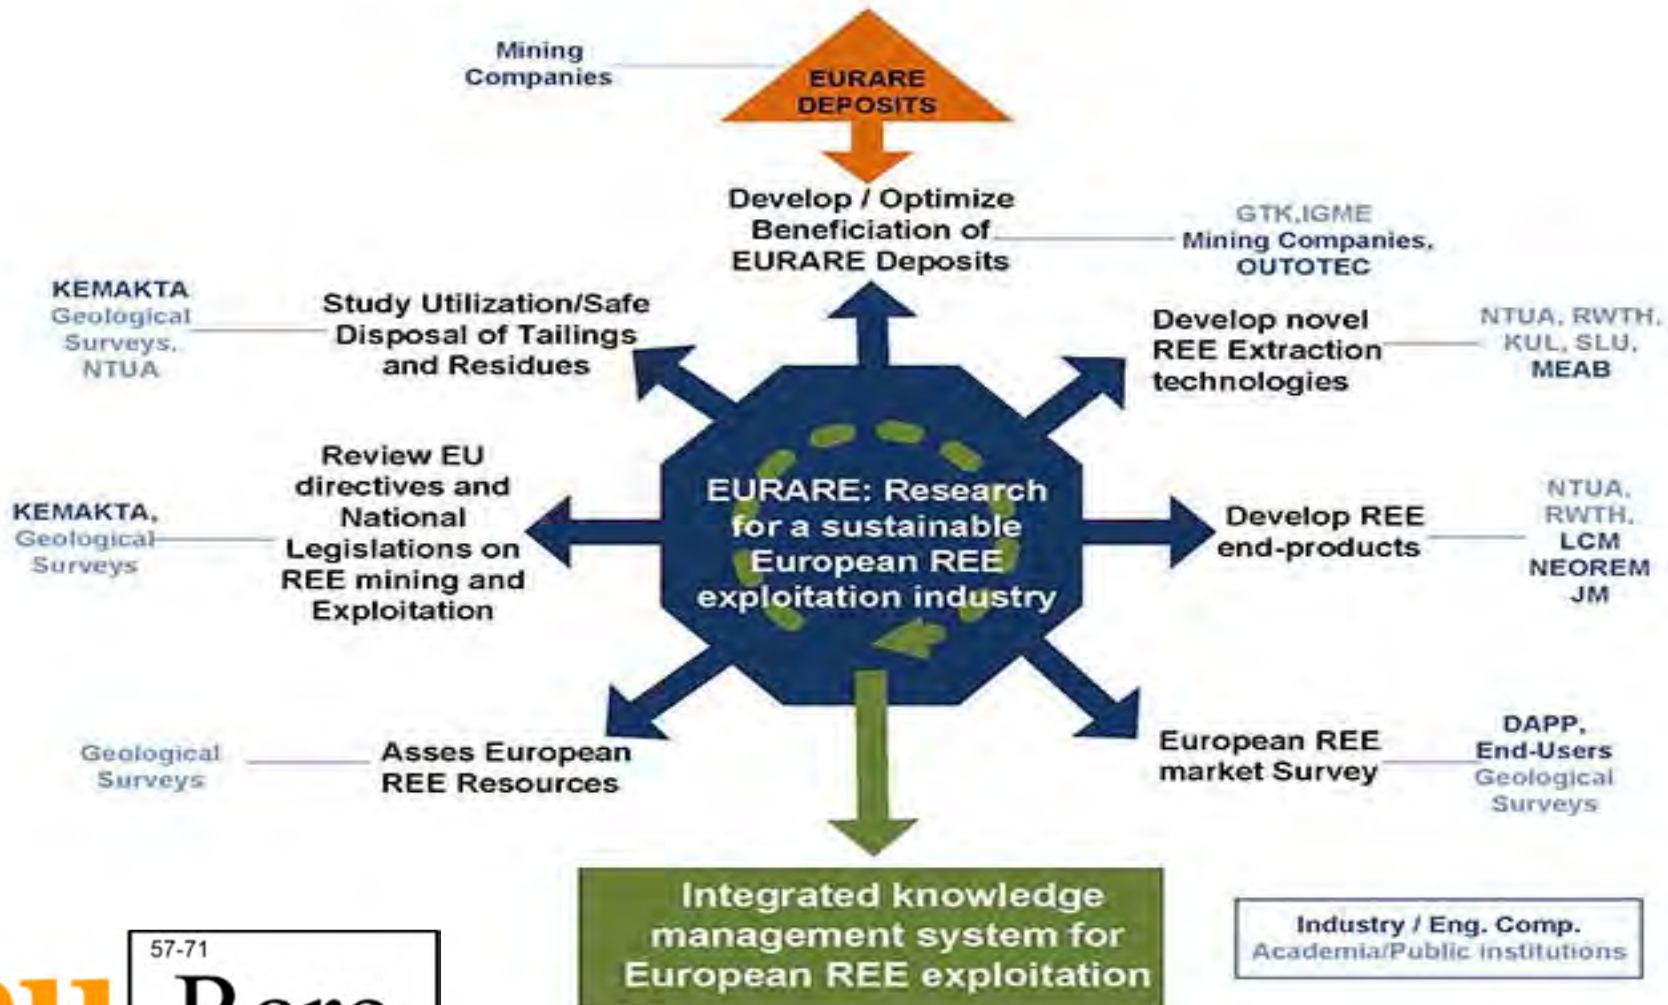 Mining
Companies
EURARE
DEPOSITS
Develop / Optimize
Beneficiation of
EURARE Deposits
GTK,IGME
Mining Companies,
OUTOTEC
KEMAKTA
Geological
Surveys,
NTUA
Study Utilization/Safe
Disposal of Tailings
and Residues
Develop novel
REE Extraction
technologies
NTUA, RWTH,
KUL, SLU,
MEAB
Review EU
directives and
National
Legislations on
REE mining and
Exploitation
KEMAKTA,
Geological
Surveys
EURARE: Research
for a sustainable
European REE
exploitation industry
Develop REE
end-products
NTUA,
RWTH,
LCM
NEOREM
JM
Geological
Surveys
Asses European
REE Resources
European REE
market Survey
DAPP,
End-Users
Geological
Surveys
Integrated knowledge
management system for
European REE exploitation
Industry / Eng. Comp.
Academia/Public institutions
57-71